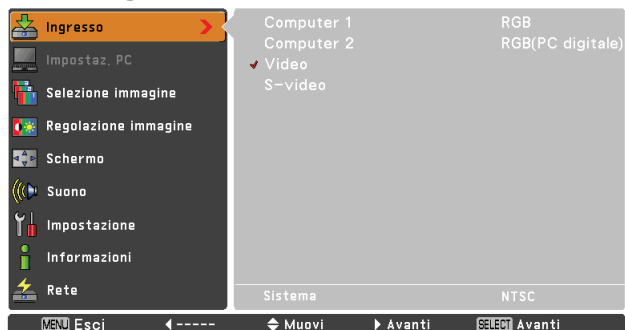 Ingresso
Impostaz. PC
Selezione immagine
Regolazione immagine
Schermo
Suono
Impostazione
Informazioni
Rete
Computer 1 RGB
Computer 2 RGB(PC digitale)
Video
S-video
Sistema NTSC
MENU Esci ----- Muovi Avanti SELECT Avanti